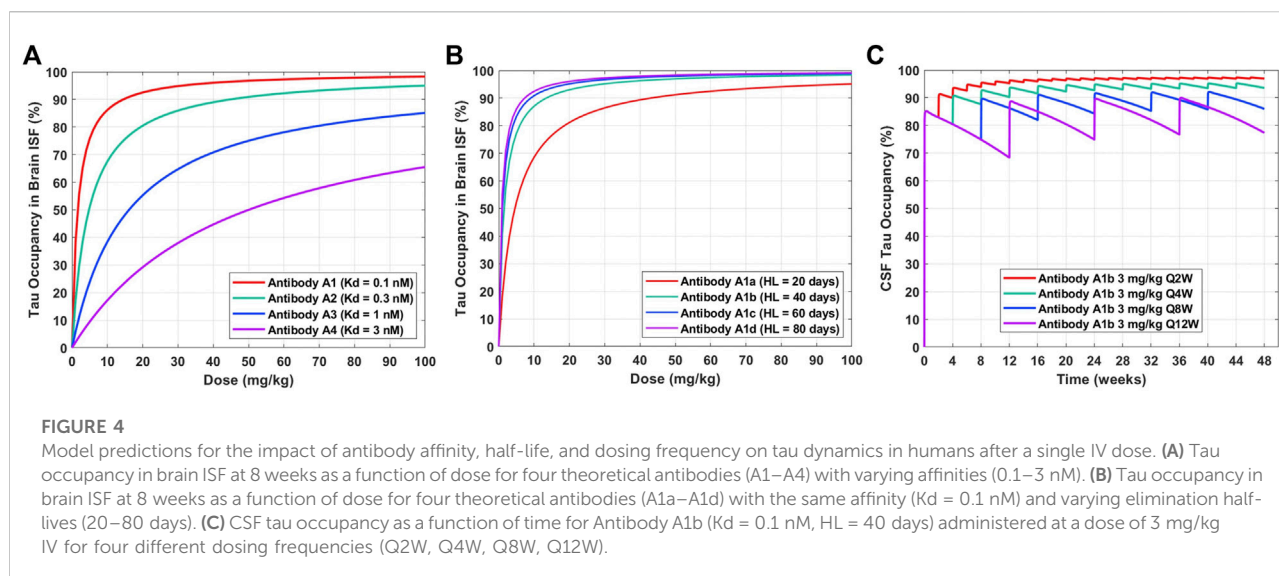 A
Tau Occupancy in Brain ISF (%)
100
90
80
70
60
50
40
30
20
10
0
0 10 20 30 40 50 60 70 80 90 100
Dose (mg/kg)
Antibody A1 (Kd = 0.1 nM)
Antibody A2 (Kd = 0.3 nM)
Antibody A3 (Kd = 1 nM)
Antibody A4 (Kd = 3 nM)
B
Tau Occupancy in Brain ISF (%)
100
90
80
70
60
50
40
30
20
10
0
0 10 20 30 40 50 60 70 80 90 100
Dose (mg/kg)
Antibody A1a (HL = 20 days)
Antibody A1b (HL = 40 days)
Antibody A1c (HL = 60 days)
Antibody A1d (HL = 80 days)
C
CSF Tau Occupancy (%)
100
90
80
70
60
50
40
30
20
10
0
0 4 8 12 16 20 24 28 32 36 40 44 48
Time (weeks)
Antibody A1b 3 mg/kg Q2W
Antibody A1b 3 mg/kg Q4W
Antibody A1b 3 mg/kg Q8W
Antibody A1b 3 mg/kg Q12W
FIGURE 4
Model predictions for the impact of antibody affinity, half-life, and dosing frequency on tau dynamics in humans after a single IV dose. (A) Tau
occupancy in brain ISF at 8 weeks as a function of dose for four theoretical antibodies (A1–A4) with varying affinities (0.1–3 nM). (B) Tau occupancy in
brain ISF at 8 weeks as a function of dose for four theoretical antibodies (A1a–A1d) with the same affinity (Kd = 0.1 nM) and varying elimination half-
lives (20–80 days). (C) CSF tau occupancy as a function of time for Antibody A1b (Kd = 0.1 nM, HL = 40 days) administered at a dose of 3 mg/kg
IV for four different dosing frequencies (Q2W, Q4W, Q8W, Q12W).